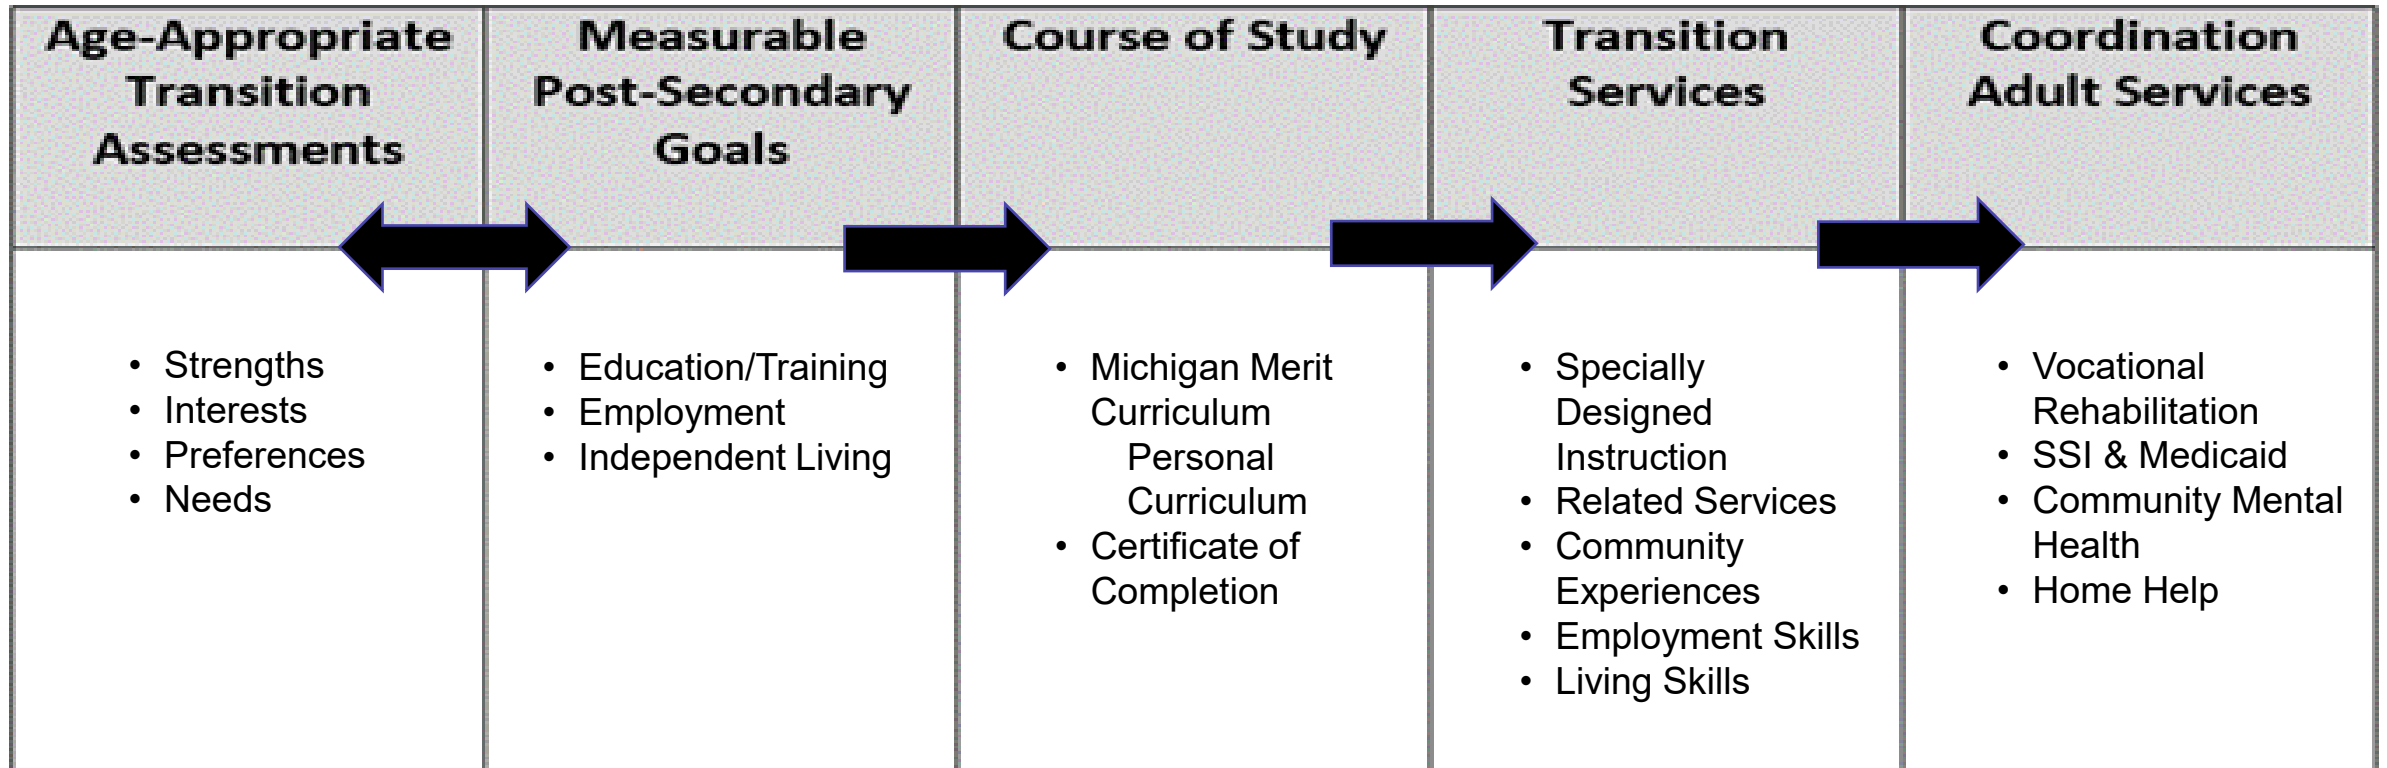 Age-Appropriate
Transition
Assessments
Measurable
Post-Secondary
Goals
Course of Study
Transition
Services
Coordination
Adult Services
• Strengths
• Interests
• Preferences
• Needs
• Education/Training
• Employment
• Independent Living
• Michigan Merit
Curriculum
Personal
Curriculum
• Certificate of
Completion
• Specially
Designed
Instruction
• Related Services
• Community
Experiences
• Employment Skills
• Living Skills
• Vocational
Rehabilitation
• SSI & Medicaid
• Community Mental
Health
• Home Help